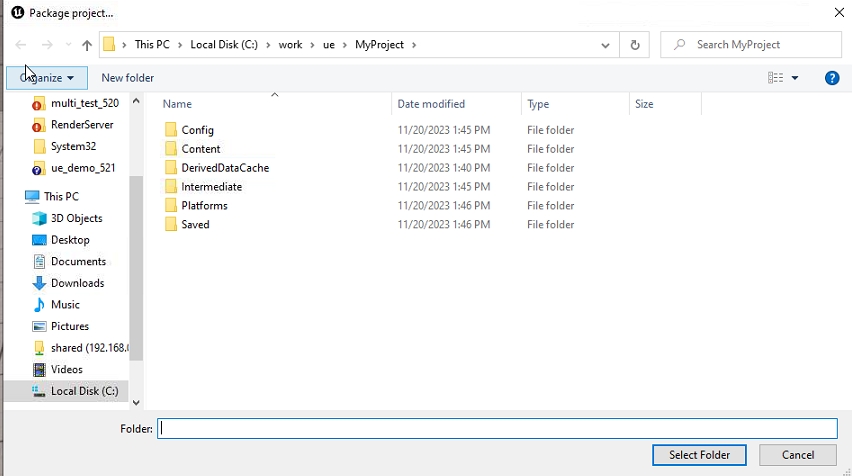 Package project...
This PC > Local Disk (C:) > work > ue > MyProject >
Search MyProject
Organize
New folder
multi_test_520
RenderServer
System32
ue_demo_521
This PC
3D Objects
Desktop
Documents
Downloads
Music
Pictures
shared (192.168.
Videos
Local Disk (C:)
Name Date modified Type Size
Config 11/20/2023 1:45 PM File folder
Content 11/20/2023 1:45 PM File folder
DerivedDataCache 11/20/2023 1:40 PM File folder
Intermediate 11/20/2023 1:45 PM File folder
Platforms 11/20/2023 1:46 PM File folder
Saved 11/20/2023 1:46 PM File folder
Folder:
Select Folder
Cancel